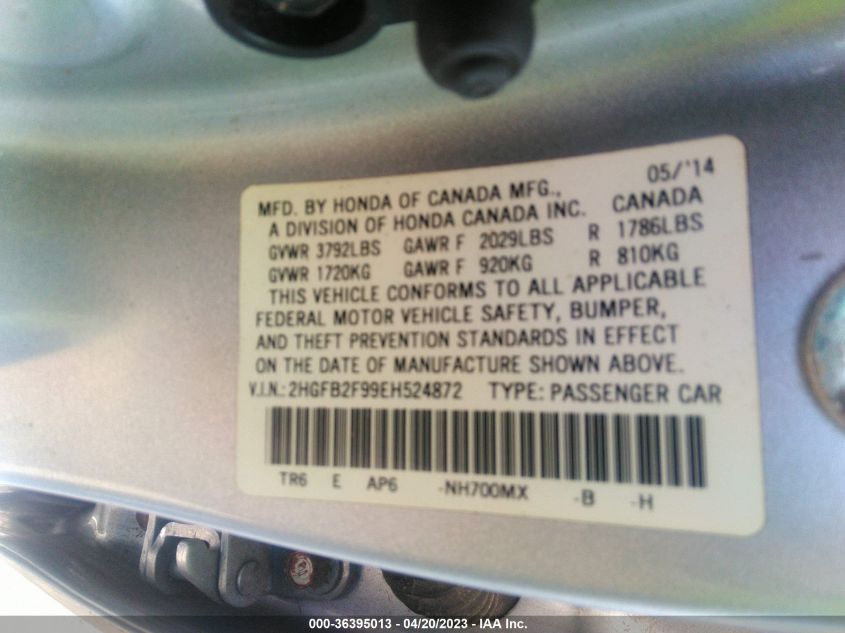 05/'14
MFD. BY HONDA OF CANADA MFG.,
A DIVISION OF HONDA CANADA INC. CANADA
GVWR 3792LBS GAWR F 2029LBS R 1786LBS
GVWR 1720KG GAWR F 920KG R 810KG
THIS VEHICLE CONFORMS TO ALL APPLICABLE
FEDERAL MOTOR VEHICLE SAFETY, BUMPER,
AND THEFT PREVENTION STANDARDS IN EFFECT
ON THE DATE OF MANUFACTURE SHOWN ABOVE.
V.I.N.: 2HGFB2F99EH524872 TYPE: PASSENGER CAR
TR6 E AP6 -NH700MX -B -H
000-36395013 - 04/20/2023 - IAA Inc.